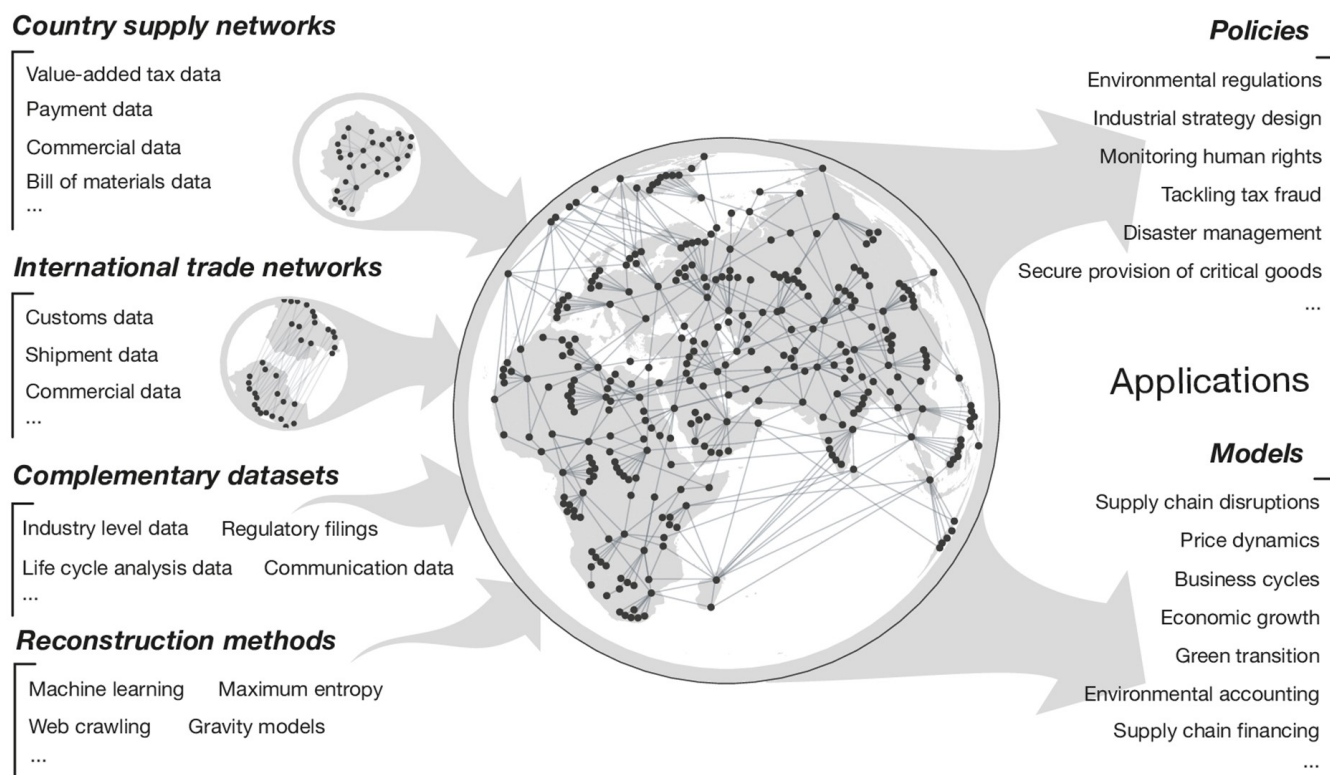 Country supply networks
Value-added tax data
Payment data
Commercial data
Bill of materials data
...
International trade networks
Customs data
Shipment data
Commercial data
...
Complementary datasets
Industry level data Regulatory filings
Life cycle analysis data Communication data
...
Reconstruction methods
Machine learning Maximum entropy
Web crawling Gravity models
...
Policies
Environmental regulations
Industrial strategy design
Monitoring human rights
Tackling tax fraud
Disaster management
Secure provision of critical goods
...
Applications
Models
Supply chain disruptions
Price dynamics
Business cycles
Economic growth
Green transition
Environmental accounting
Supply chain financing
...